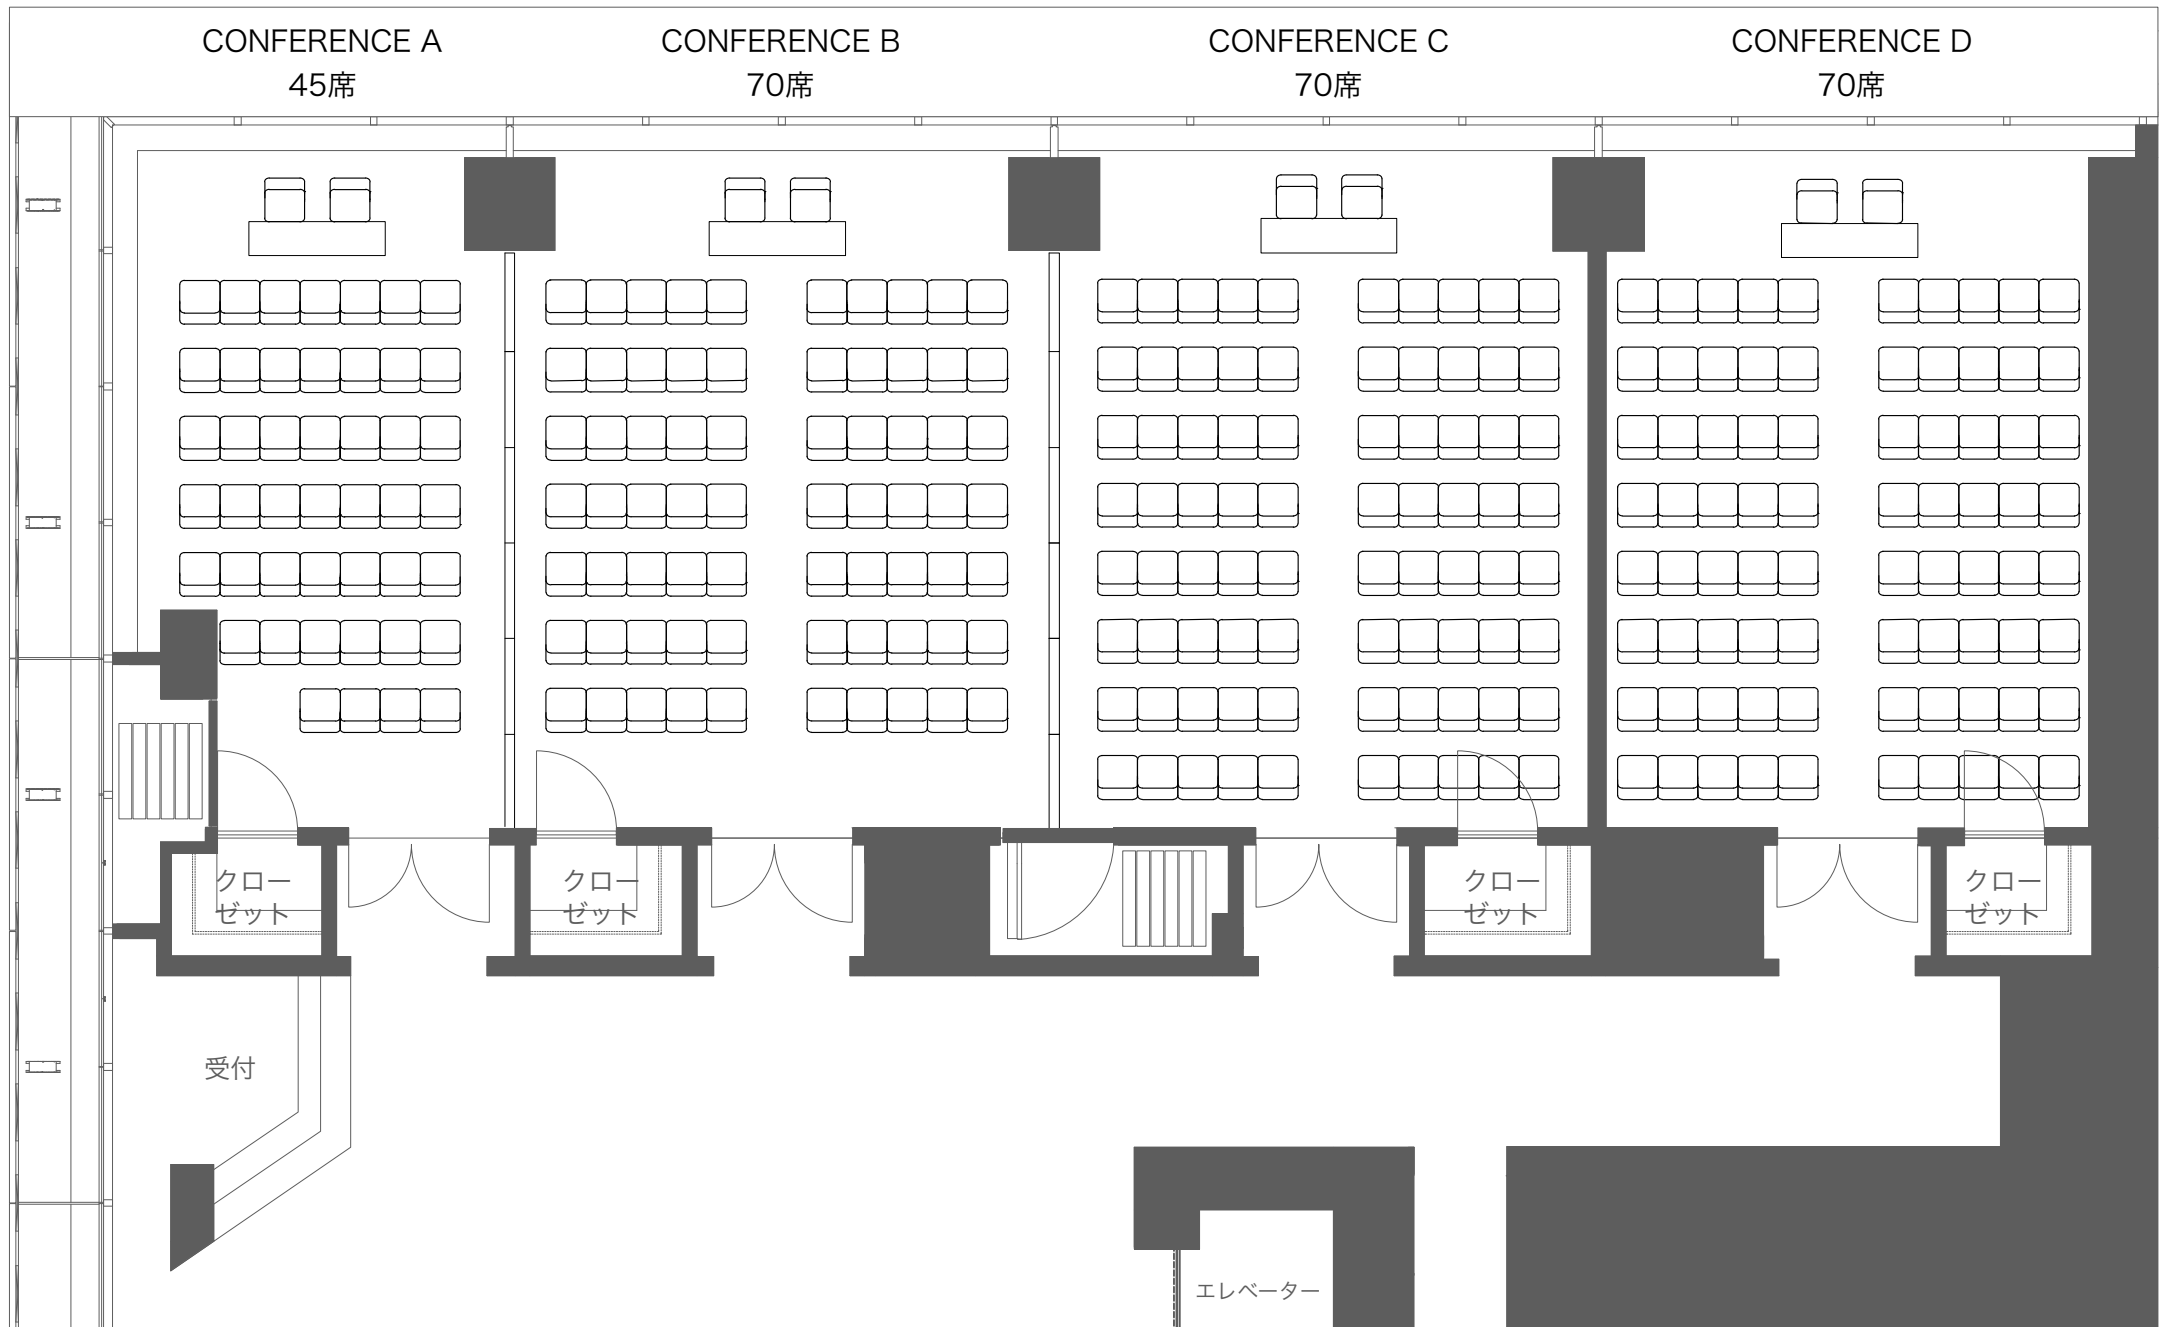 CONFERENCE A
45席
CONFERENCE B
70席
CONFERENCE C
70席
CONFERENCE D
70席
クロー
ゼット
クロー
ゼット
クロー
ゼット
クロー
ゼット
受付
エレベーター